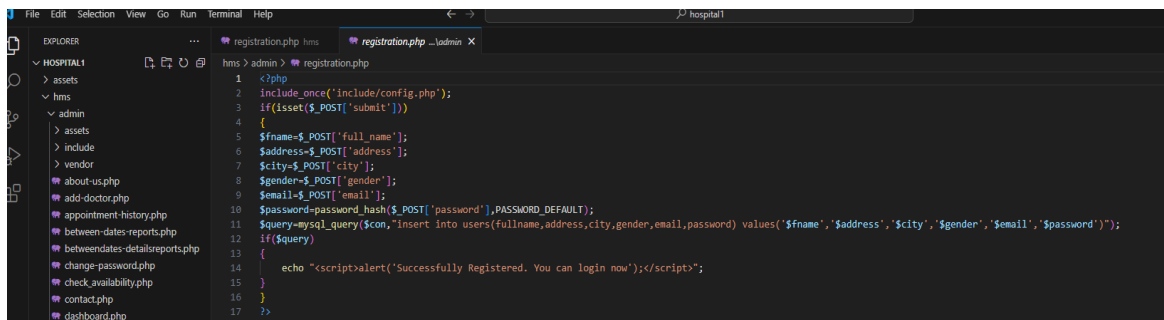 File Edit Selection View Go Run Terminal Help
hospital1
EXPLORER
HOSPITAL1
assets
hms
admin
assets
include
vendor
about-us.php
add-doctor.php
appointment-history.php
between-dates-reports.php
betweendates-detailsreports.php
change-password.php
check_availability.php
contact.php
dashboard.php
registration.php hms
registration.php ...\admin
hms > admin > registration.php
1 <?php
2 include_once('include/config.php');
3 if(isset($_POST['submit']))
4 {
5 $fname=$_POST['full_name'];
6 $address=$_POST['address'];
7 $city=$_POST['city'];
8 $gender=$_POST['gender'];
9 $email=$_POST['email'];
10 $password=password_hash($_POST['password'],PASSWORD_DEFAULT);
11 $query=mysql_query($con,"insert into users(fullname,address,city,gender,email,password) values('$fname','$address','$city','$gender','$email','$password')");
12 if($query)
13 {
14 echo "<script>alert('Successfully Registered. You can login now');</script>";
15 }
16 }
17 ?>